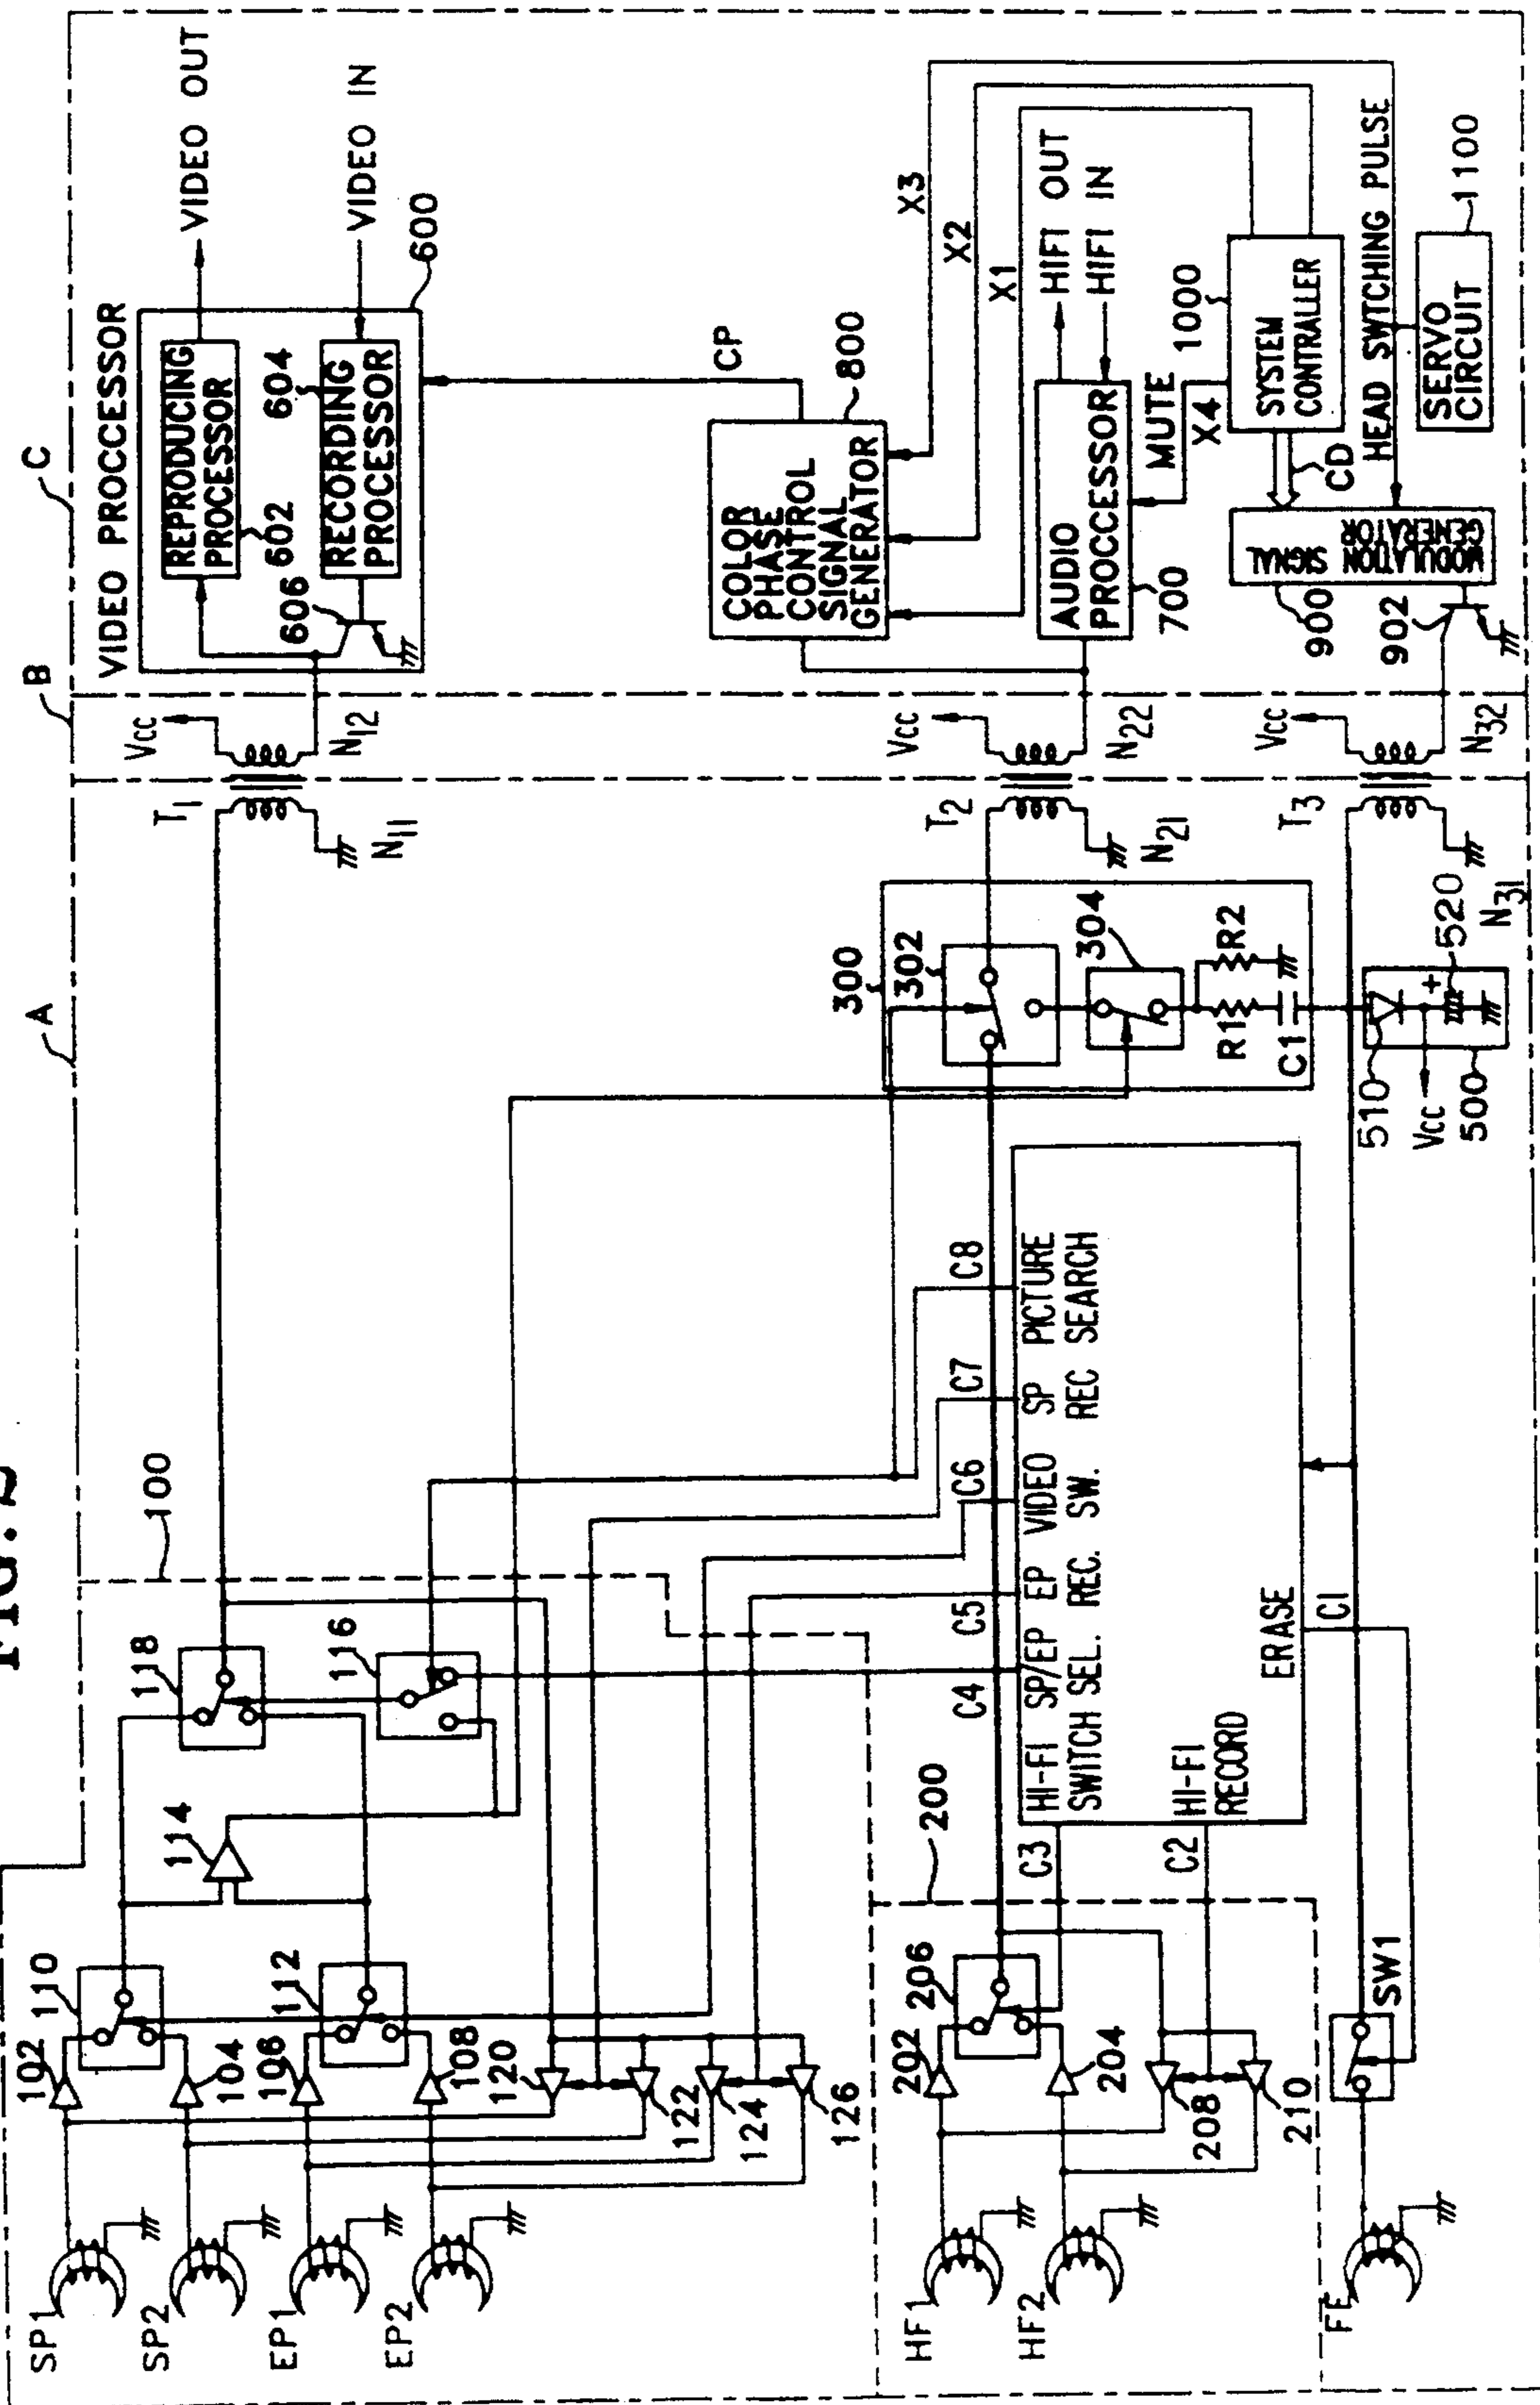 FIG. 2
A
B
C
100
SP1
SP2
EP1
EP2
102
104
106
108
110
112
114
116
118
120
122
124
126
T1
N11
Vcc
N12
VIDEO PROCCESSOR
REPRODUCING
PROCESSOR
602
604
RECORDING
PROCESSOR
606
600
VIDEO OUT
VIDEO IN
CP
COLOR
PHASE
CONTROL
SIGNAL
GENERATOR
800
X3
X2
X1
HF1
HF2
200
202
204
206
208
210
C3
C2
C4
C5
C6
C7
C8
HI-FI SP/EP EP VIDEO SP PICTURE
SWITCH SEL. REC. SW. REC SEARCH
HI-FI
RECORD
ERASE
C1
300
302
304
R1
R2
C1
T2
N21
Vcc
N22
AUDIO
PROCCESSOR
700
HIFI OUT
HIFI IN
MUTE
X4
1000
SYSTEM
CONTRALLER
CD
HEAD SWTCHING PULSE
MODULATION SIGNAL
GENERATOR
900
902
SERVO
CIRCUIT
1100
FE
SW1
510
520
Vcc
500
T3
N31
Vcc
N32